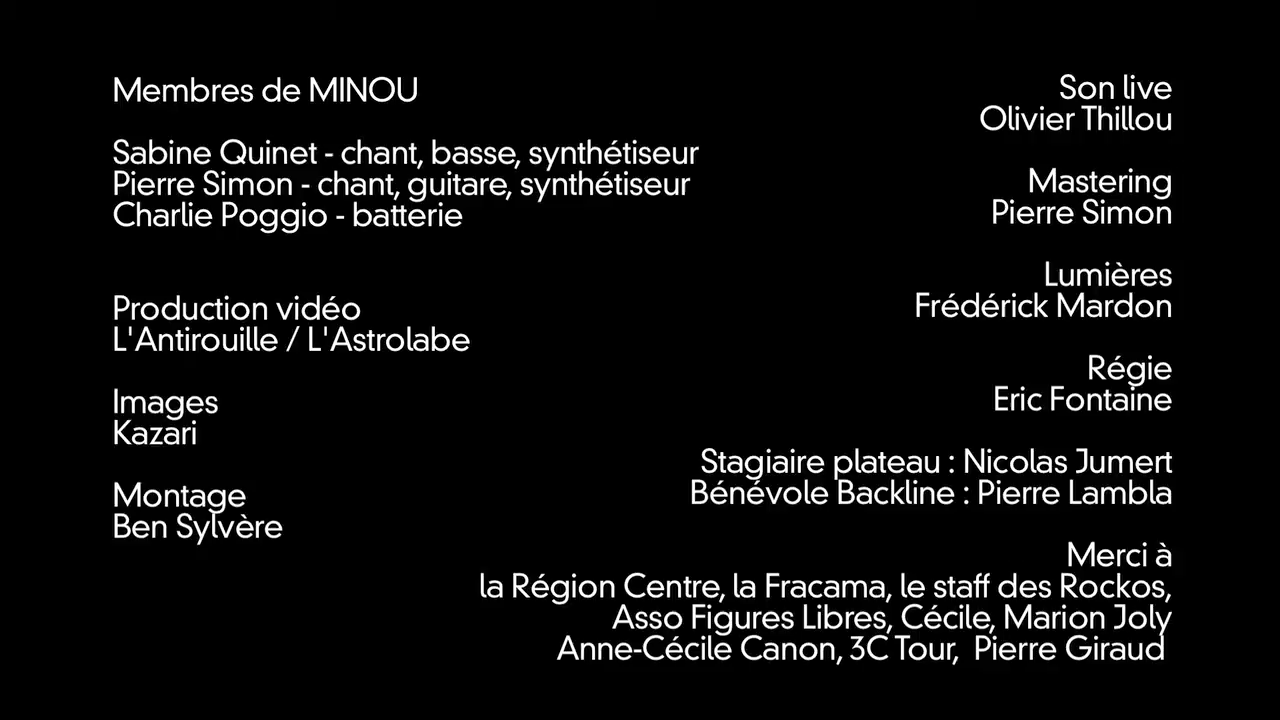 Membres de MINOU
Sabine Quinet - chant, basse, synthétiseur
Pierre Simon - chant, guitare, synthétiseur
Charlie Poggio - batterie
Production vidéo
L'Antirouille / L'Astrolabe
Images
Kazari
Montage
Ben Sylvère
Son live
Olivier Thillou
Mastering
Pierre Simon
Lumières
Frédérick Mardon
Régie
Eric Fontaine
Stagiaire plateau : Nicolas Jumert
Bénévole Backline : Pierre Lambla
Merci à
la Région Centre, la Fracama, le staff des Rockos,
Asso Figures Libres, Cécile, Marion Joly
Anne-Cécile Canon, 3C Tour, Pierre Giraud